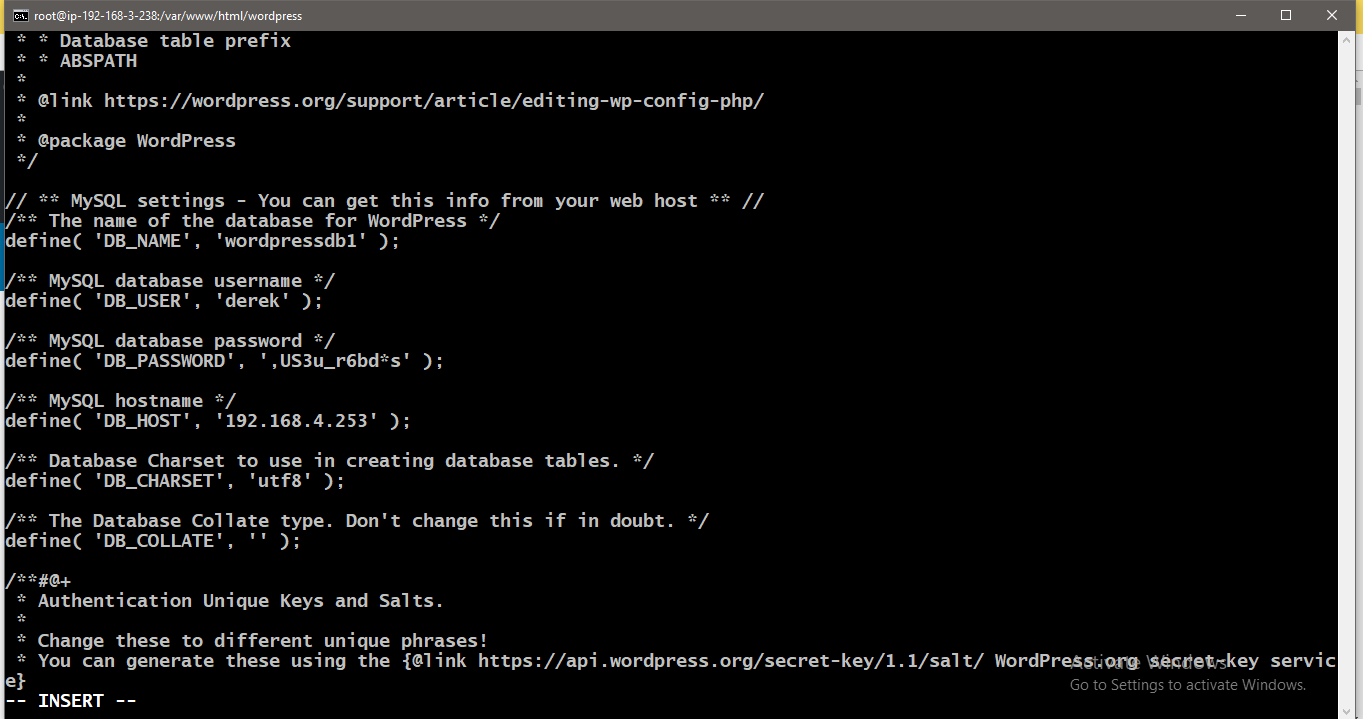 root@ip-192-168-3-238:/var/www/html/wordpress
* * Database table prefix
* * ABSPATH
*
* @link https://wordpress.org/support/article/editing-wp-config-php/
*
* @package WordPress
*/
// ** MySQL settings - You can get this info from your web host ** //
/** The name of the database for WordPress */
define( 'DB_NAME', 'wordpressdb1' );
/** MySQL database username */
define( 'DB_USER', 'derek' );
/** MySQL database password */
define( 'DB_PASSWORD', ',US3u_r6bd*s' );
/** MySQL hostname */
define( 'DB_HOST', '192.168.4.253' );
/** Database Charset to use in creating database tables. */
define( 'DB_CHARSET', 'utf8' );
/** The Database Collate type. Don't change this if in doubt. */
define( 'DB_COLLATE', '' );
/**#@+
* Authentication Unique Keys and Salts.
*
* Change these to different unique phrases!
* You can generate these using the {@link https://api.wordpress.org/secret-key/1.1/salt/ WordPress.org secret-key servic
e}
-- INSERT --
Activate Windows
Go to Settings to activate Windows.